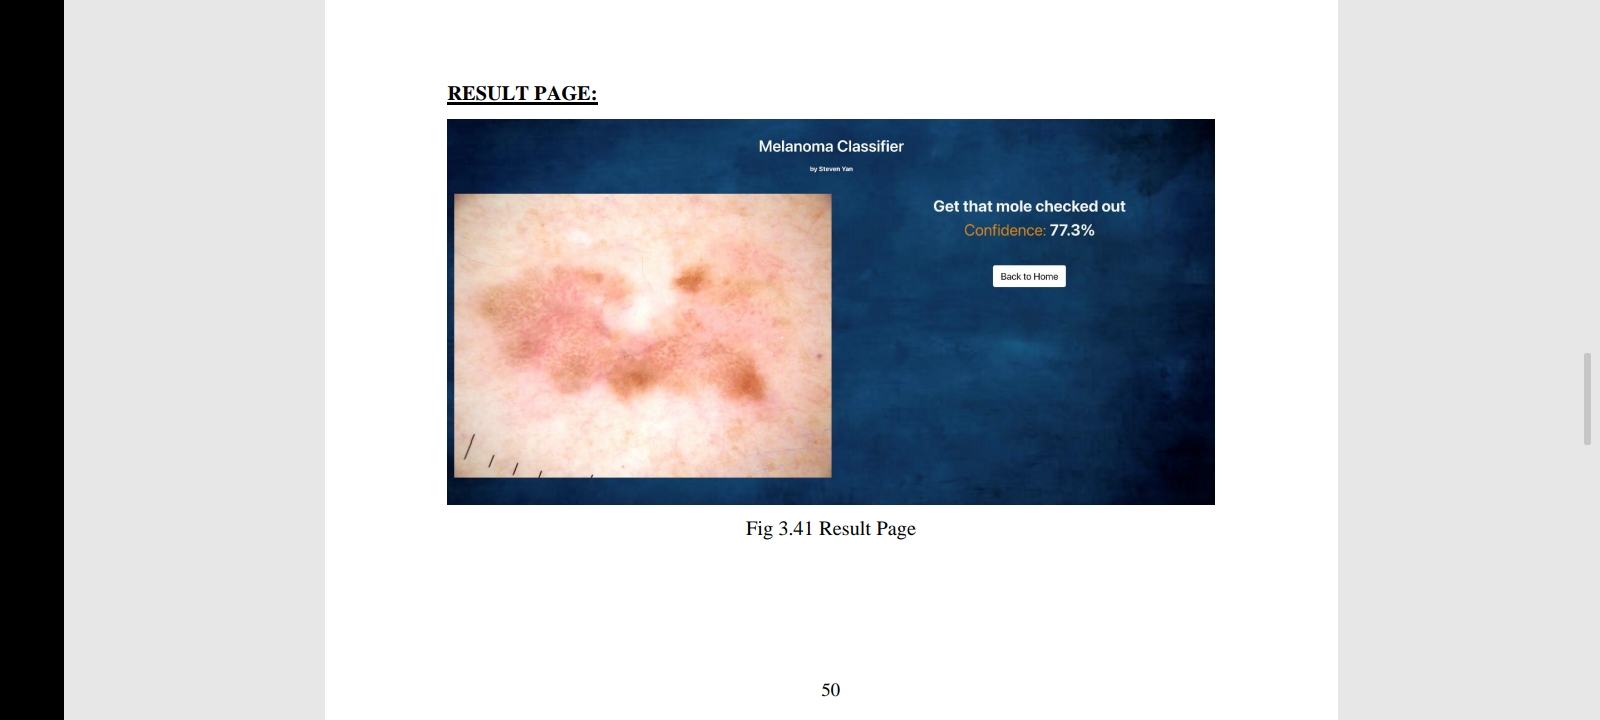 RESULT PAGE:
Melanoma Classifier
by Steven Yan
Get that mole checked out
Confidence: 77.3%
Back to Home
Fig 3.41 Result Page
50